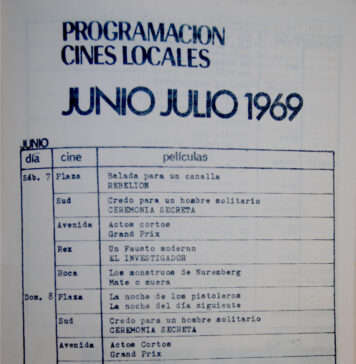 PROGRAMACION
CINES LOCALES
JUNIO JULIO 1969
JUNIO
día cine películas
Sáb. 7 Plaza Balada para un canalla
REBELION
Sud Credo para un hombre solitario
CEREMONIA SECRETA
Avenida Actos cortos
Grand Prix
Rex Un Fausto moderno
EL INVESTIGADOR
Roca Los monstruos de Nuremberg
Mate o muera
Dom. 8 Plaza La noche de los pistoleros
La noche del día siguiente
Sud Credo para un hombre solitario
CEREMONIA SECRETA
Avenida Actos Cortos
Grand Prix